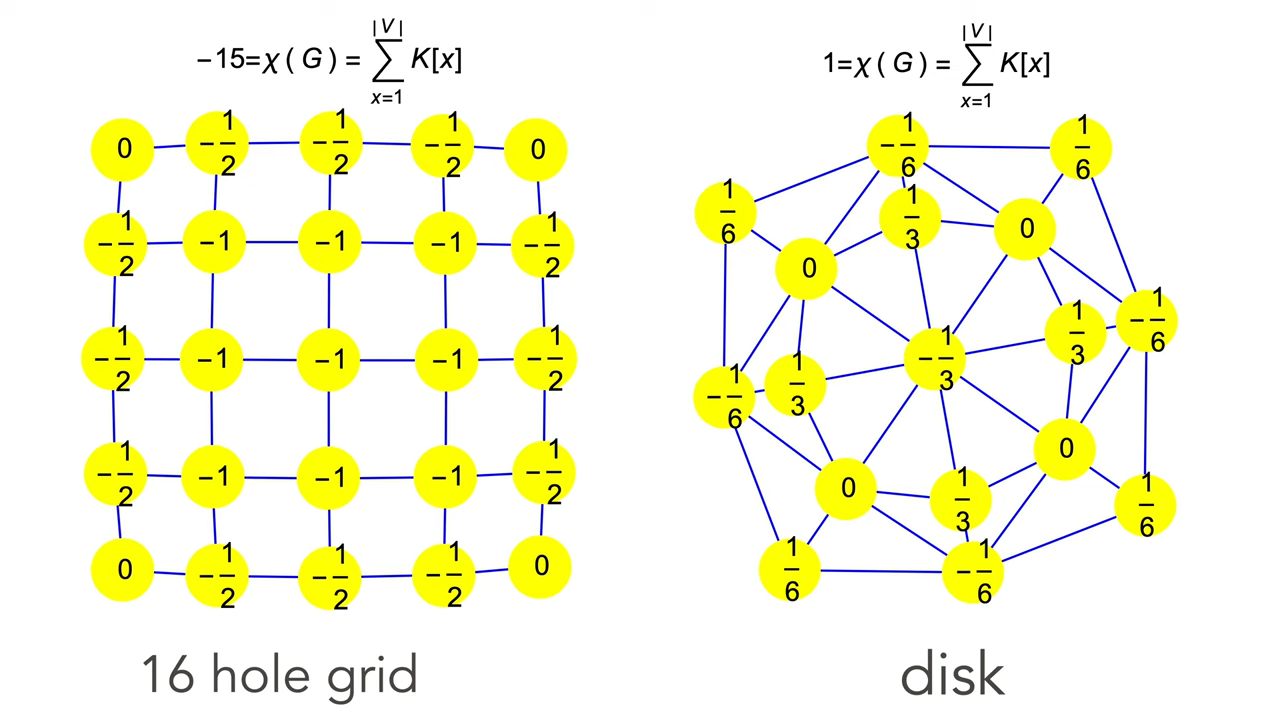 −15=χ(G)= ∑_{x=1}^{|V|} K[x]
1=χ(G)= ∑_{x=1}^{|V|} K[x]
0 −1/2 −1/2 −1/2 0
−1/2 −1 −1 −1 −1/2
−1/2 −1 −1 −1 −1/2
−1/2 −1 −1 −1 −1/2
0 −1/2 −1/2 −1/2 0
−1/6 1/6
1/6 1/3 0
0
−1/6
1/3
−1/3
−1/6 1/3
0
0 1/3 1/6
1/6 −1/6
16 hole grid
disk